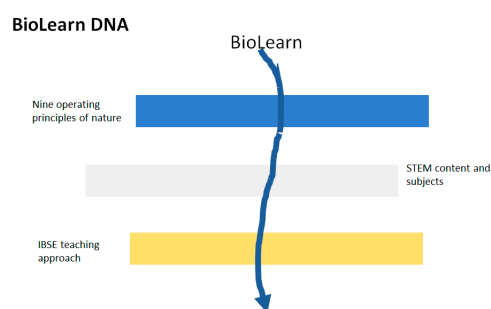 BioLearn DNA
BioLearn
Nine operating
principles of nature
STEM content and
subjects
IBSE teaching
approach